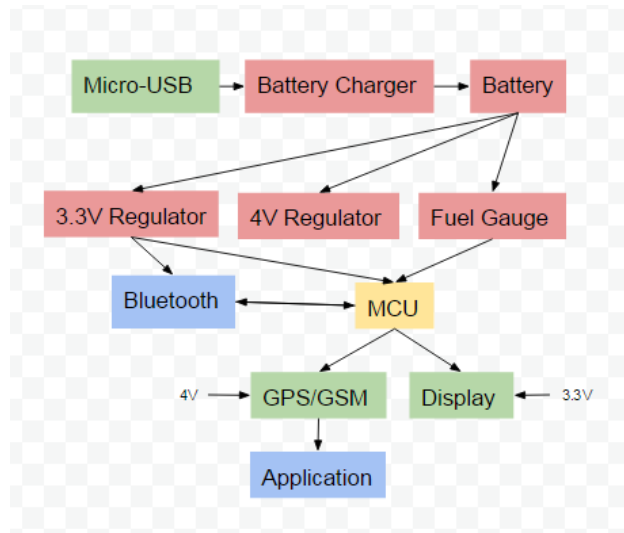 Micro-USB
Battery Charger
Battery
3.3V Regulator
4V Regulator
Fuel Gauge
Bluetooth
MCU
4V
GPS/GSM
Display
3.3V
Application